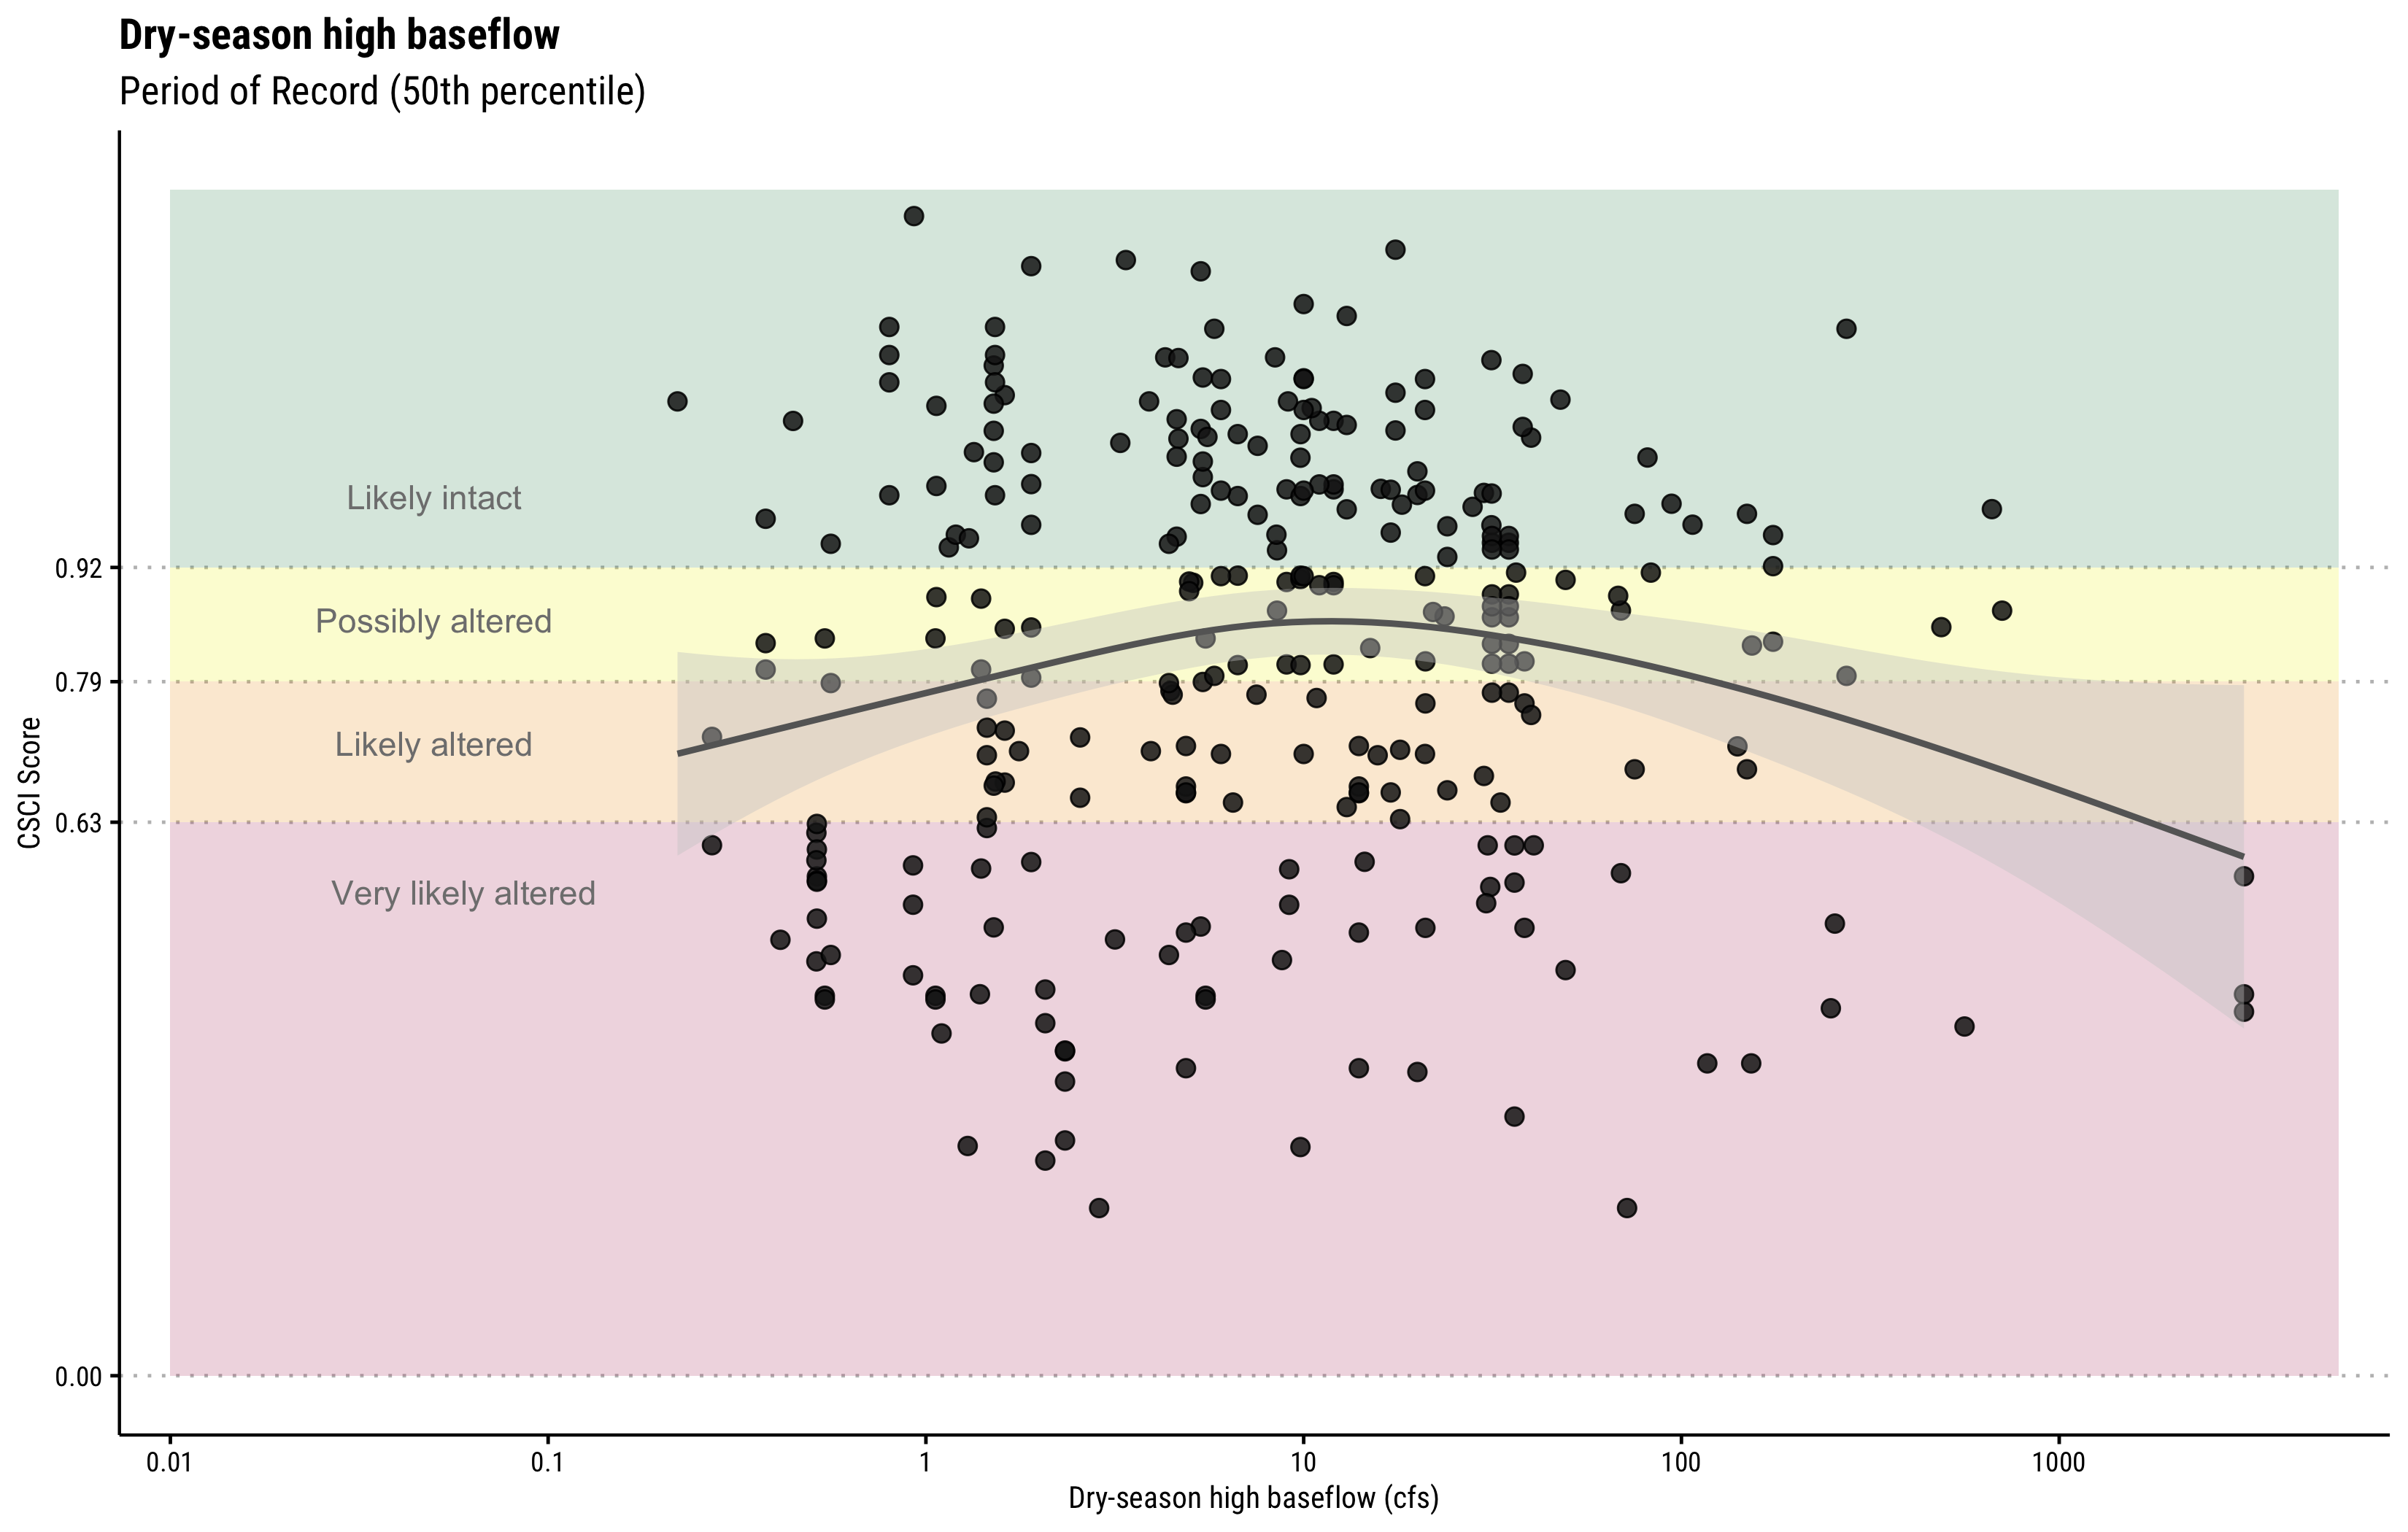 Dry-season high baseflow
Period of Record (50th percentile)
CSCI Score
Likely intact
0.92
Possibly altered
0.79
Likely altered
0.63
Very likely altered
0.00
0.01 0.1 1 10 100 1000
Dry-season high baseflow (cfs)